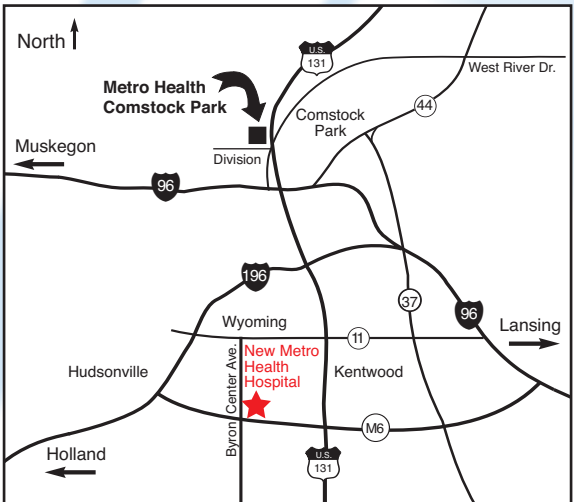 North
U.S.
131
West River Dr.
Metro Health
Comstock Park
44
Comstock
Park
Muskegon
Division
96
196
37
96
Wyoming
Lansing
11
New Metro
Health
Hospital
Hudsonville
Kentwood
Byron Center Ave.
M6
Holland
U.S.
131